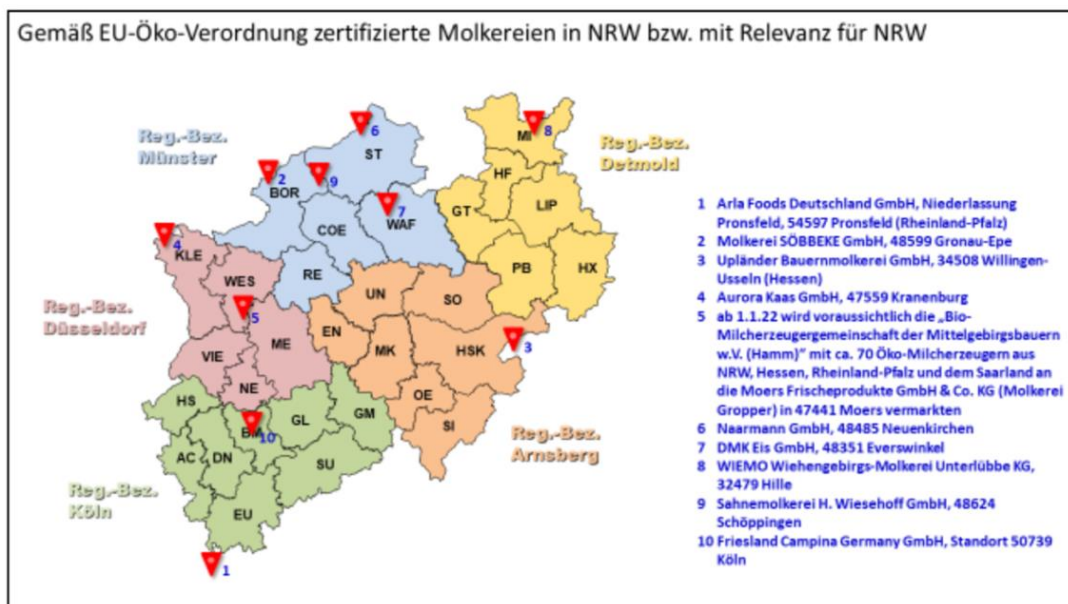 Gemäß EU-Öko-Verordnung zertifizierte Molkereien in NRW bzw. mit Relevanz für NRW
Reg.-Bez.
Münster
Reg.-Bez.
Detmold
Reg.-Bez.
Düsseldorf
Reg.-Bez.
Arnsberg
Reg.-Bez.
Köln
6
ST
MI
8
2
BOR
9
HF
7
WAF
GT
LIP
COE
4
KLE
RE
PB
HX
WES
5
UN
SO
EN
ME
MK
HSK
3
VIE
NE
OE
SI
HS
BM
10
GL
GM
AC
DN
SU
EU
1
1 Arla Foods Deutschland GmbH, Niederlassung
Pronsfeld, 54597 Pronsfeld (Rheinland-Pfalz)
2 Molkerei SÖBBEKE GmbH, 48599 Gronau-Epe
3 Upländer Bauernmolkerei GmbH, 34508 Willingen-
Usseln (Hessen)
4 Aurora Kaas GmbH, 47559 Kranenburg
5 ab 1.1.22 wird voraussichtlich die „Bio-
Milcherzeugergemeinschaft der Mittelgebirgsbauern
w.V. (Hamm)" mit ca. 70 Öko-Milcherzeugern aus
NRW, Hessen, Rheinland-Pfalz und dem Saarland an
die Moers Frischeprodukte GmbH & Co. KG (Molkerei
Gropper) in 47441 Moers vermarkten
6 Naarmann GmbH, 48485 Neuenkirchen
7 DMK Eis GmbH, 48351 Everswinkel
8 WIEMO Wiehengebirgs-Molkerei Unterlübbe KG,
32479 Hille
9 Sahnemolkerei H. Wiesehoff GmbH, 48624
Schöppingen
10 Friesland Campina Germany GmbH, Standort 50739
Köln